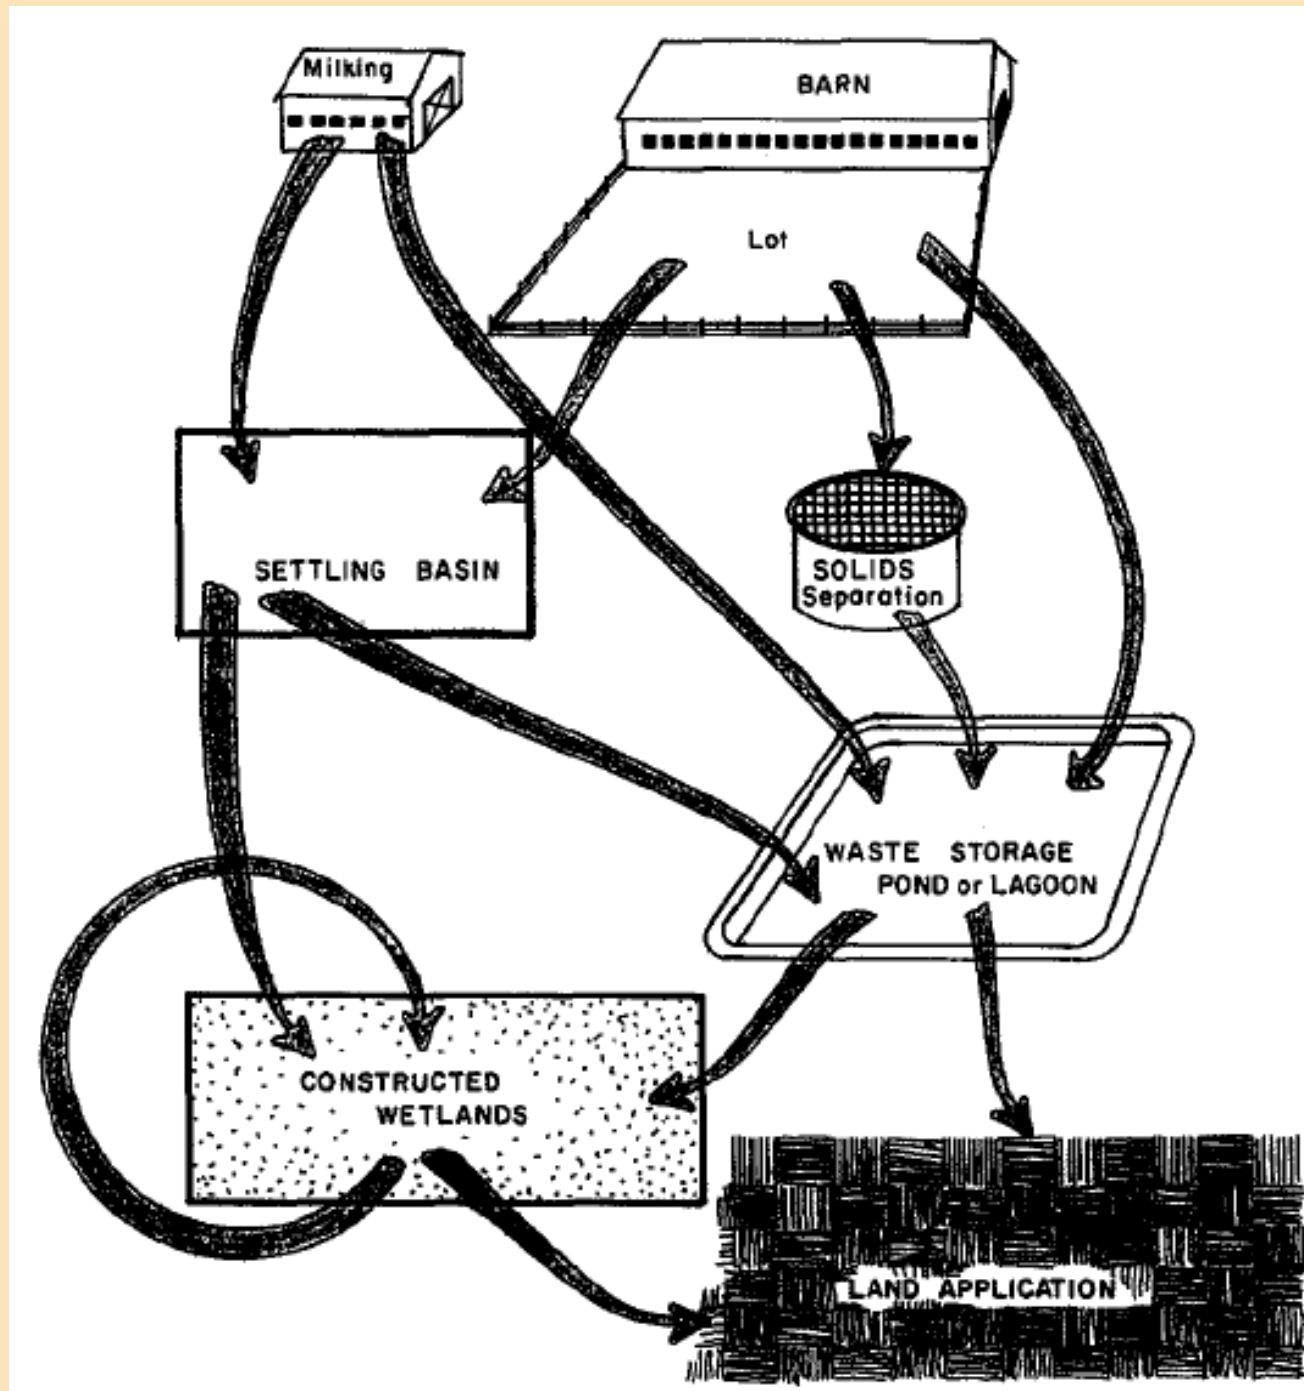 Milking
BARN
Lot
SETTLING BASIN
SOLIDS
Separation
WASTE STORAGE
POND or LAGOON
CONSTRUCTED
WETLANDS
LAND APPLICATION